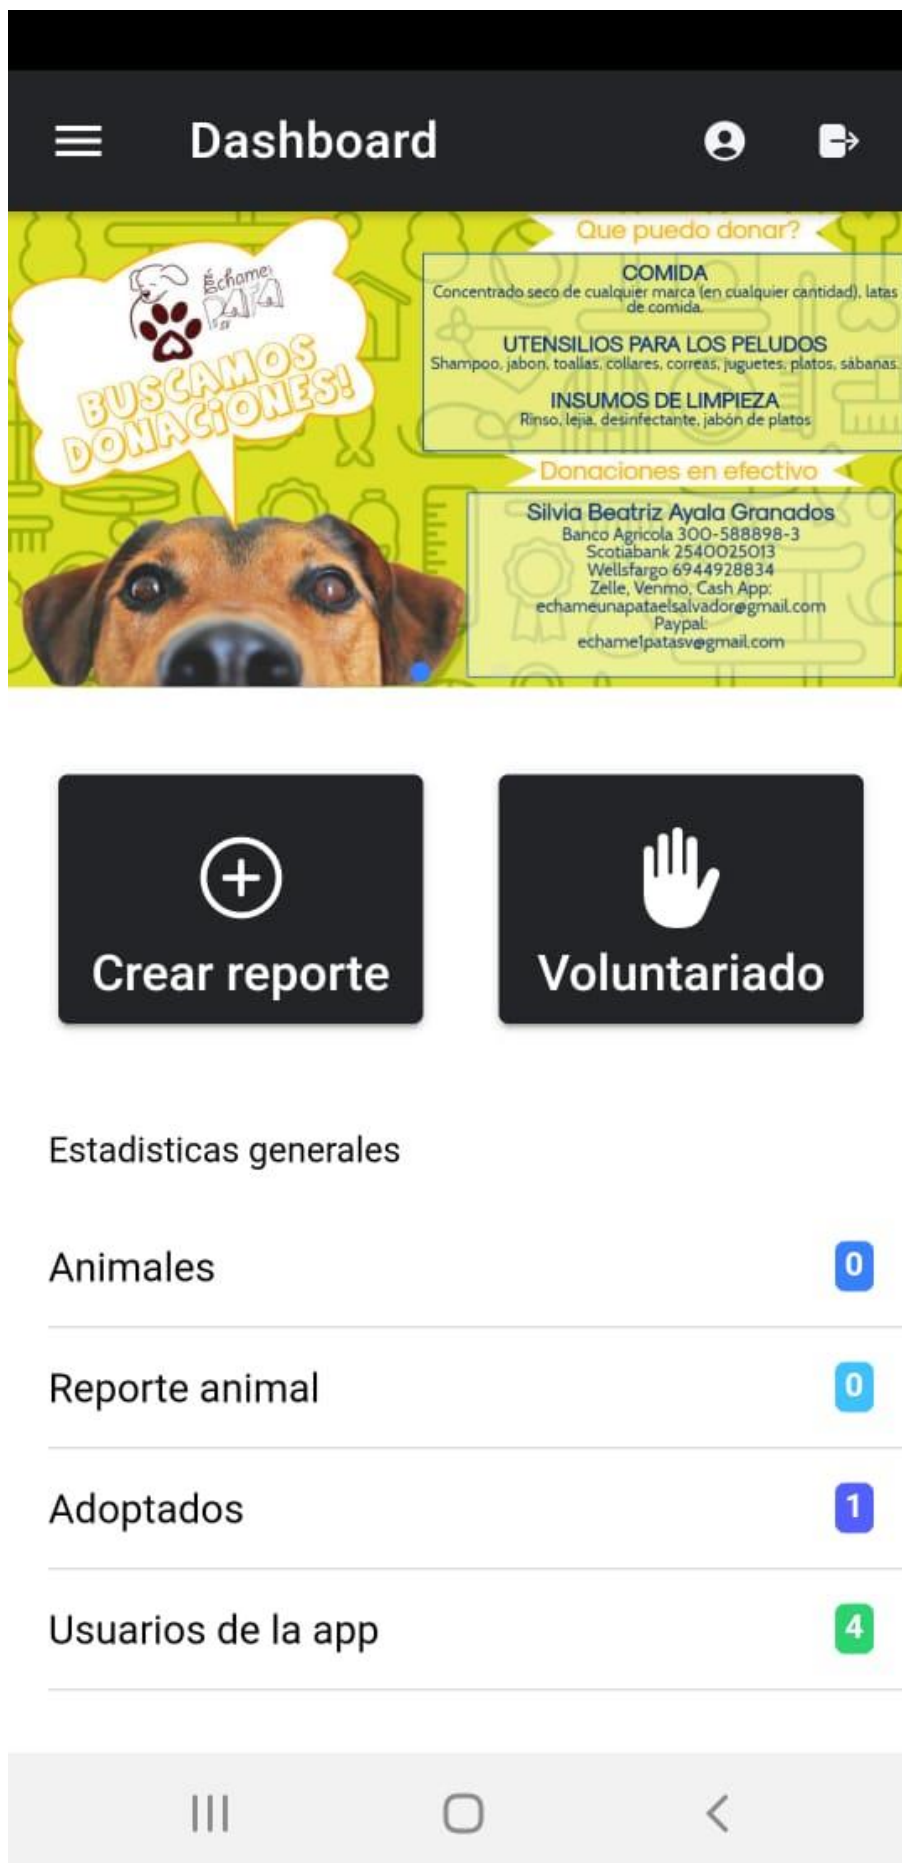 Dashboard
Échame
PATA
BUSCAMOS
DONACIONES!
Que puedo donar?
COMIDA
Concentrado seco de cualquier marca (en cualquier cantidad), latas
de comida.
UTENSILIOS PARA LOS PELUDOS
Shampoo, jabon, toallas, collares, correas, juguetes, platos, sábanas.
INSUMOS DE LIMPIEZA
Rinso, lejia, desinfectante, jabón de platos
Donaciones en efectivo
Silvia Beatriz Ayala Granados
Banco Agricola 300-588898-3
Scotiabank 2540025013
Wellsfargo 6944928834
Zelle, Venmo, Cash App:
echameunapataelsalvador@gmail.com
Paypal:
echame1patasv@gmail.com
Crear reporte
Voluntariado
Estadisticas generales
Animales 0
Reporte animal 0
Adoptados 1
Usuarios de la app 4